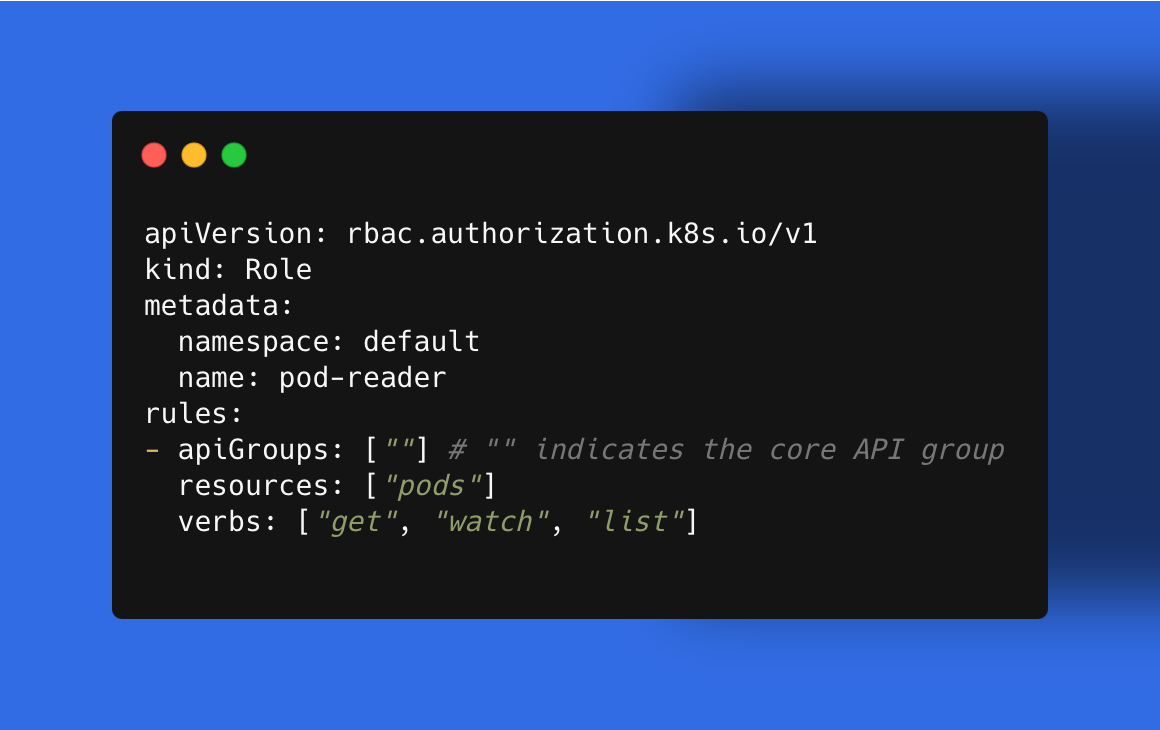 apiVersion: rbac.authorization.k8s.io/v1
kind: Role
metadata:
  namespace: default
  name: pod-reader
rules:
- apiGroups: [""] # "" indicates the core API group
  resources: ["pods"]
  verbs: ["get", "watch", "list"]